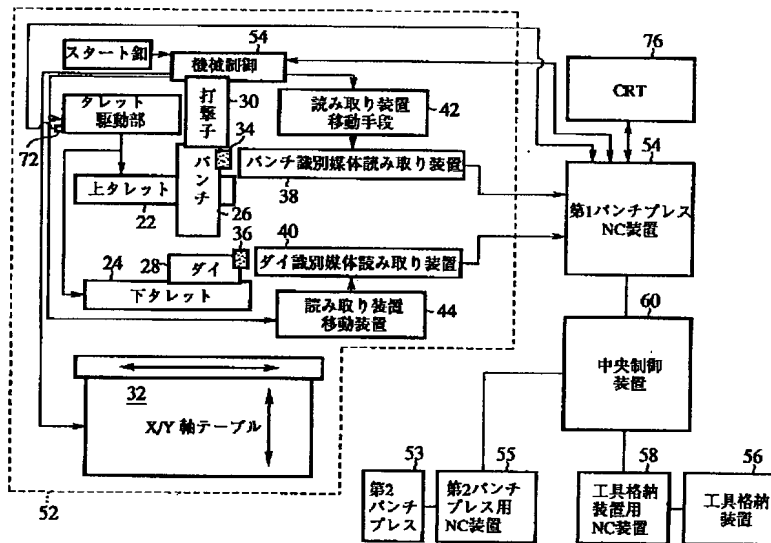 54
スタート釦
機械制御
76
CRT
タレット
駆動部
打撃子
30
読み取り装置
移動手段
42
34
72
54
パンチ
パンチ識別媒体読み取り装置
上タレット
38
22
26
第1パンチプレス
NC装置
36
40
24
28
ダイ
ダイ識別媒体読み取り装置
下タレット
読み取り装置
移動装置
44
60
中央制御
装置
32
X/Y 軸テーブル
53
55
58
56
52
第2
パンチ
プレス
第2パンチ
プレス用
NC装置
工具格納
装置用
NC装置
工具格納
装置